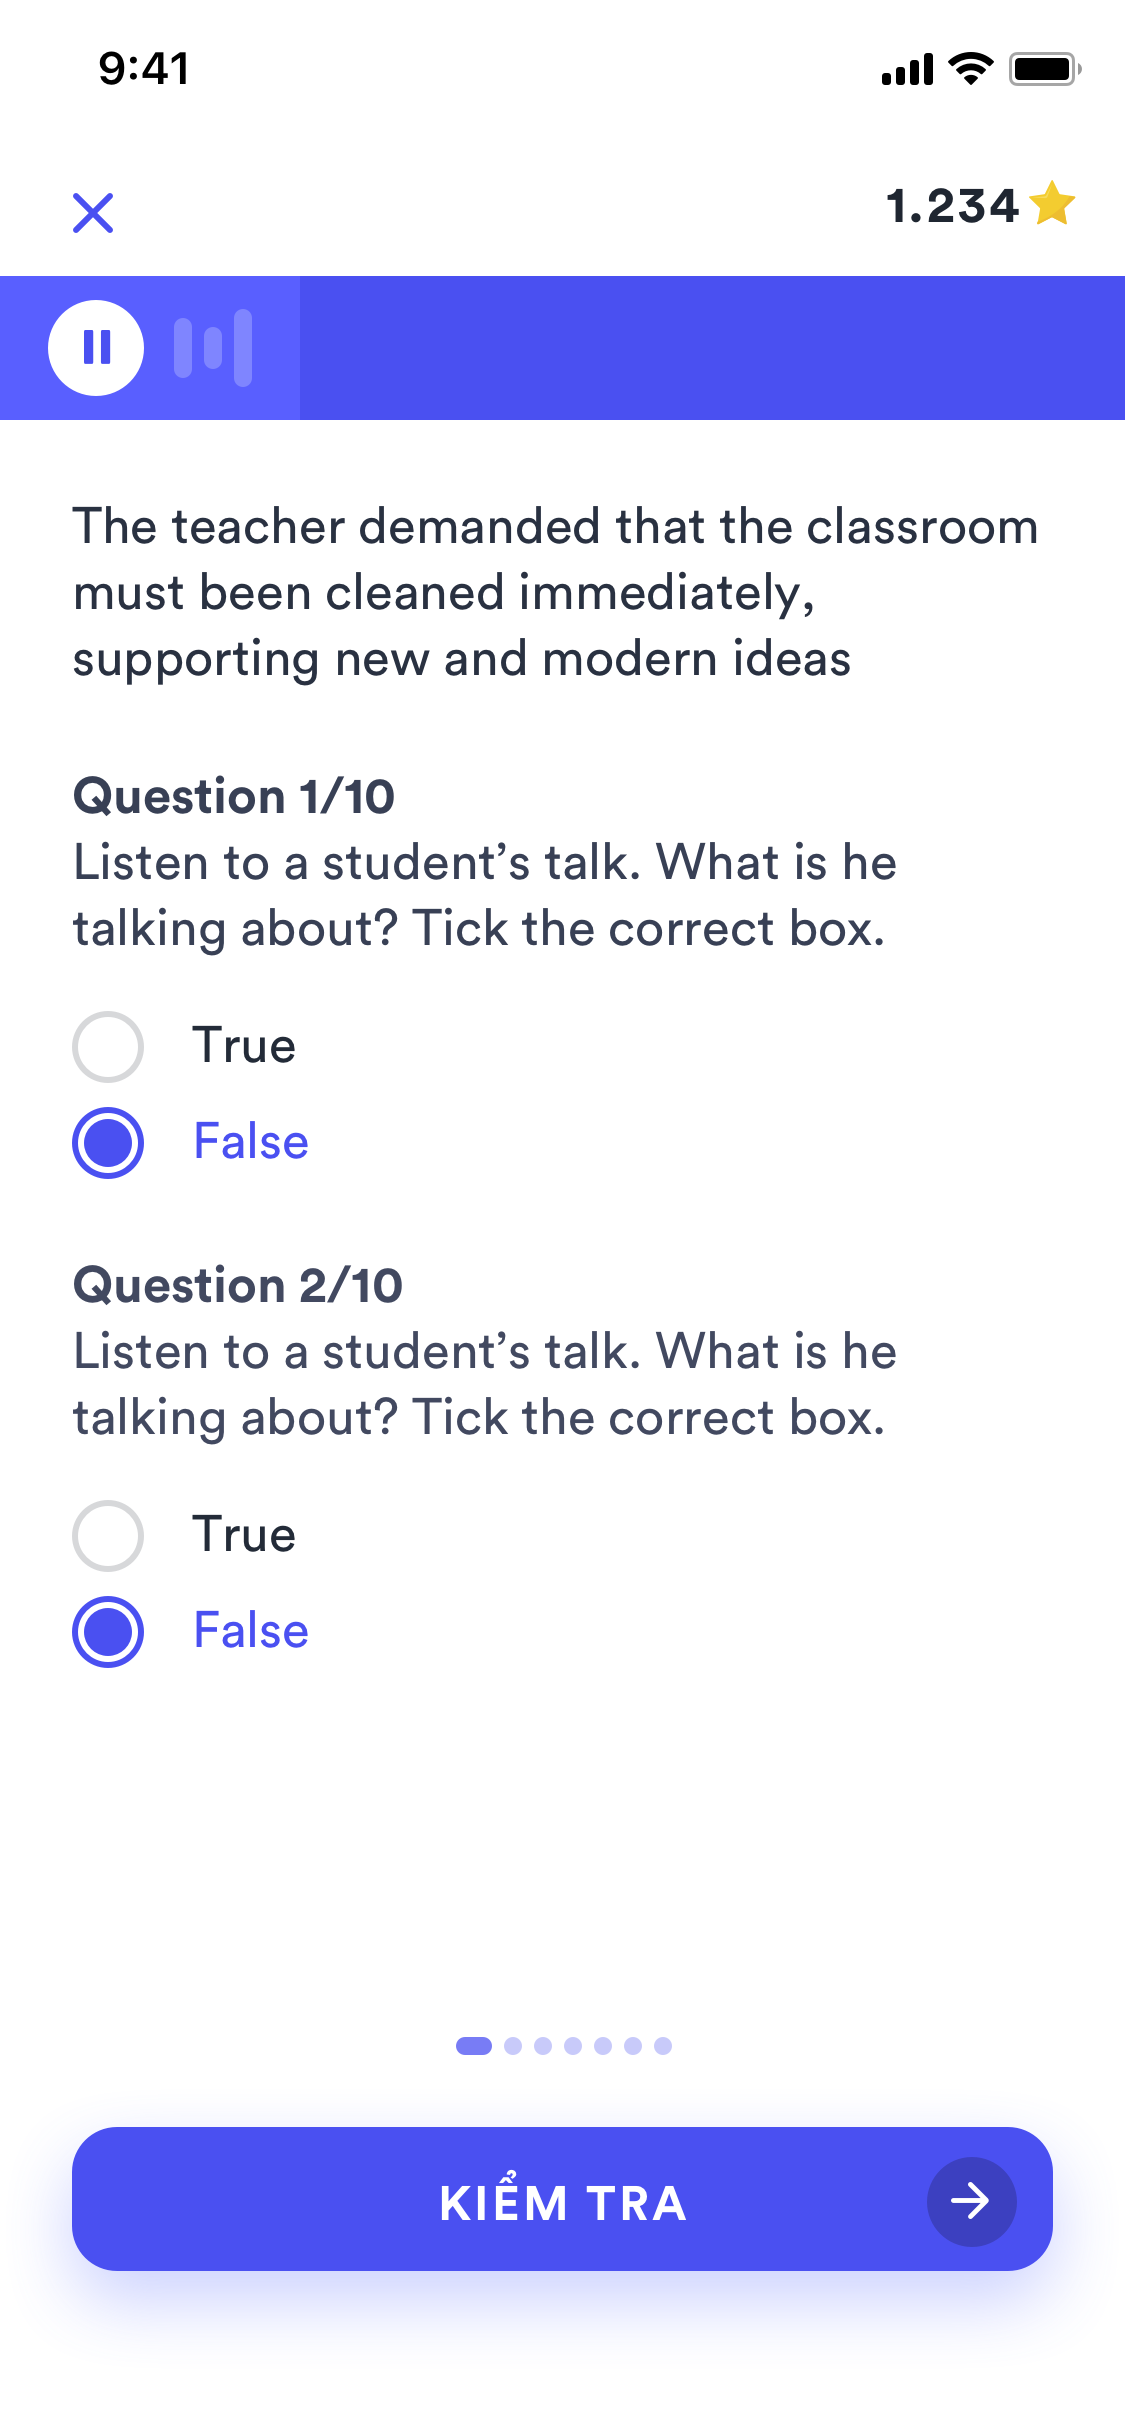 9:41
1.234
The teacher demanded that the classroom
must been cleaned immediately,
supporting new and modern ideas
Question 1/10
Listen to a student’s talk. What is he
talking about? Tick the correct box.
True
False
Question 2/10
Listen to a student’s talk. What is he
talking about? Tick the correct box.
True
False
KIỂM TRA